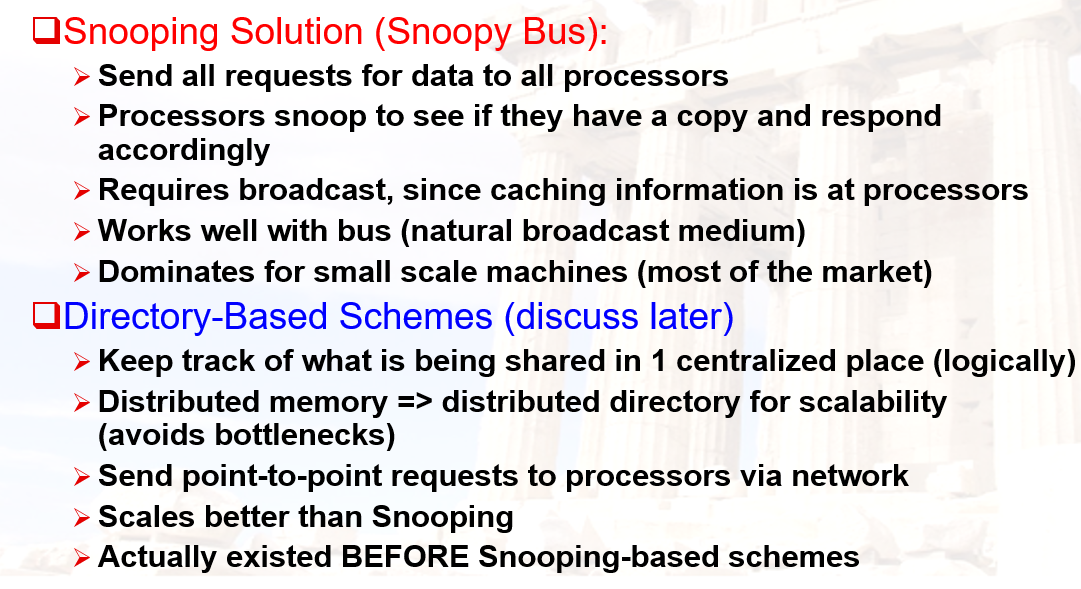 Snooping Solution (Snoopy Bus):
Send all requests for data to all processors
Processors snoop to see if they have a copy and respond
accordingly
Requires broadcast, since caching information is at processors
Works well with bus (natural broadcast medium)
Dominates for small scale machines (most of the market)
Directory-Based Schemes (discuss later)
Keep track of what is being shared in 1 centralized place (logically)
Distributed memory => distributed directory for scalability
(avoids bottlenecks)
Send point-to-point requests to processors via network
Scales better than Snooping
Actually existed BEFORE Snooping-based schemes